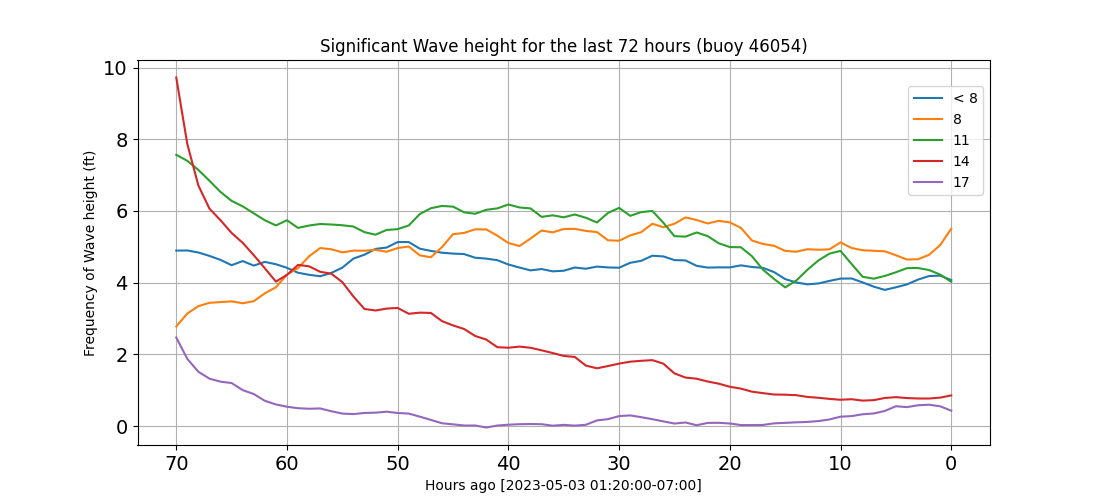 Significant Wave height for the last 72 hours (buoy 46054)
Frequency of Wave height (ft)
10
8
6
4
2
0
< 8
8
11
14
17
70 60 50 40 30 20 10 0
Hours ago [2023-05-03 01:20:00-07:00]